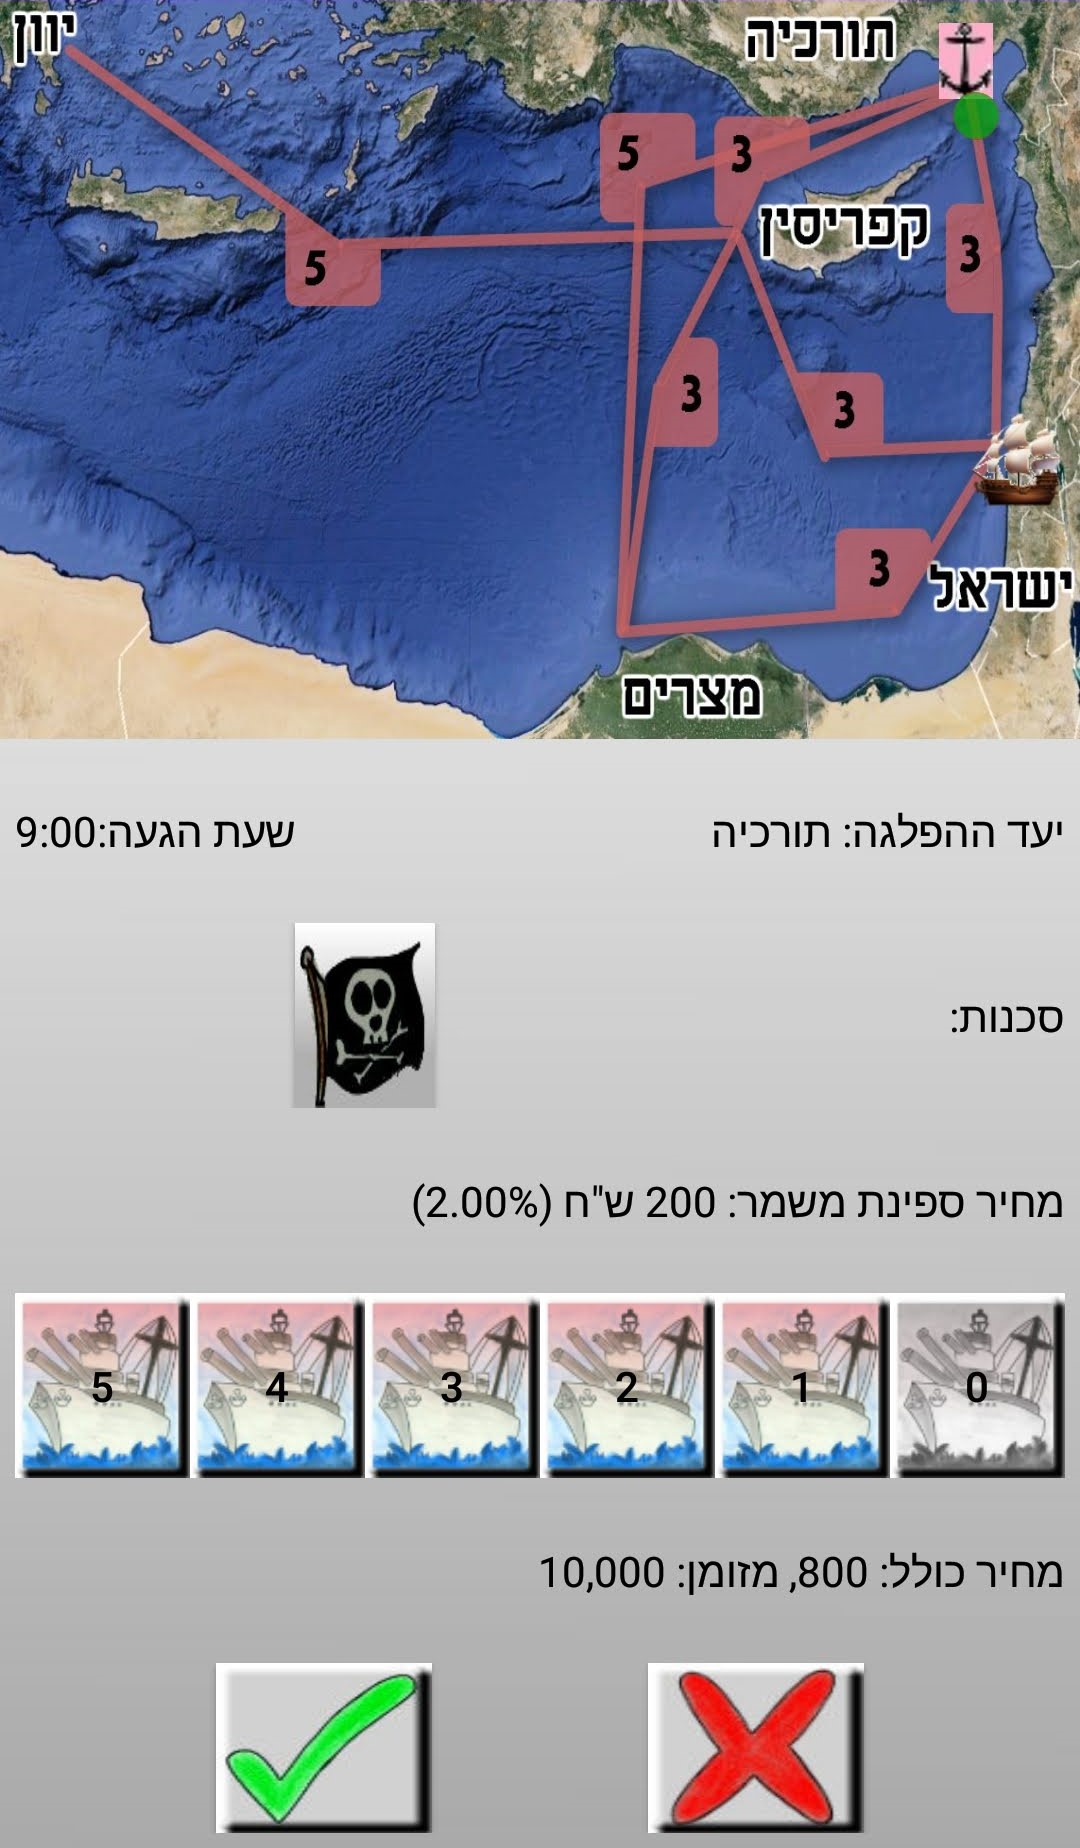 יוון
תורכיה
5
3
קפריסין
3
5
3
3
3
ישראל
מצרים
יעד ההפלגה: תורכיה
שעת הגעה:9:00
סכנות:
מחיר ספינת משמר: 200 ש"ח (2.00%)
0 1 2 3 4 5
מחיר כולל: 800, מזומן: 10,000